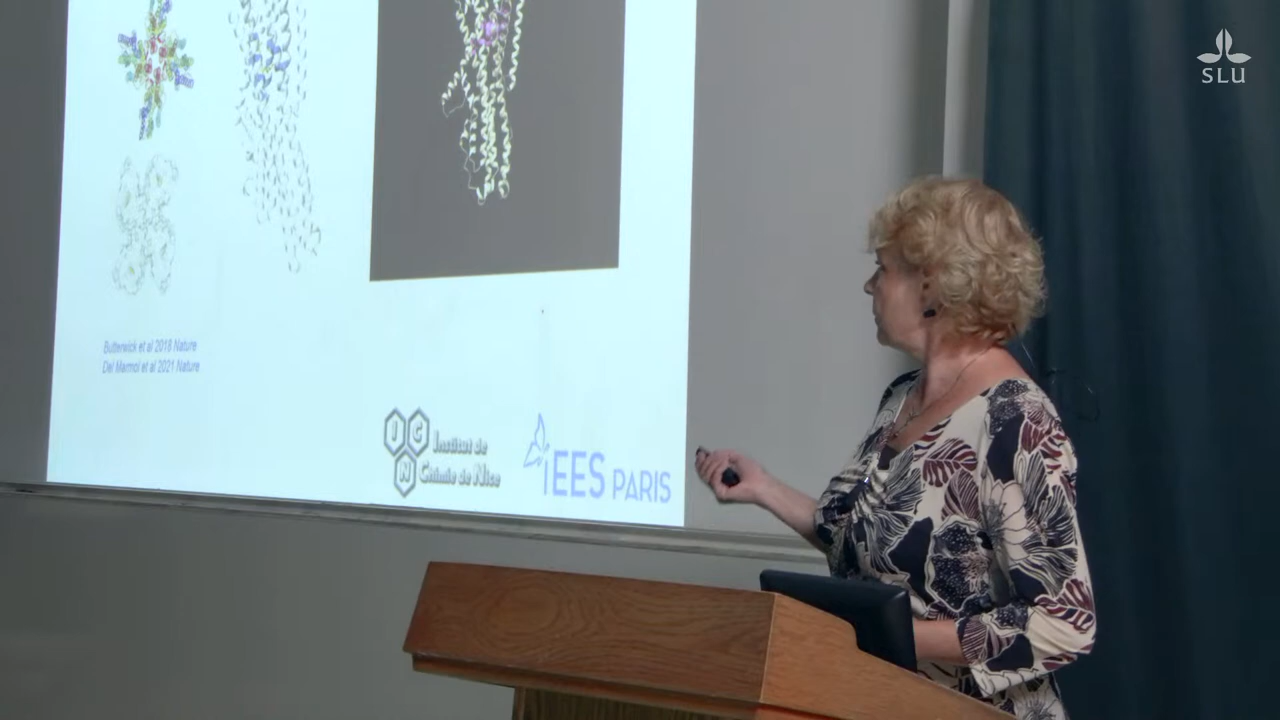 SLU
Butterwick et al 2018 Nature
Del Marmol et al 2021 Nature
ICN
Institut de
Chimie de Nice
iEES PARIS